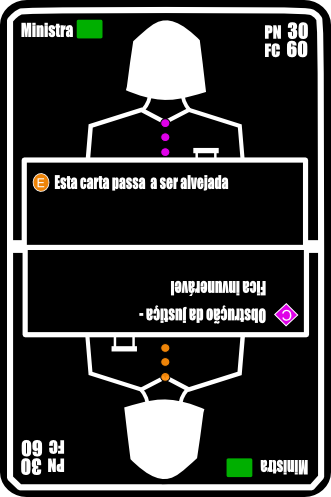 Ministra
PN 30
FC 60
E Esta carta passa a ser alvejada
C Obstrução da justiça -
Fica Invunerável
Ministra
PN 30
FC 60